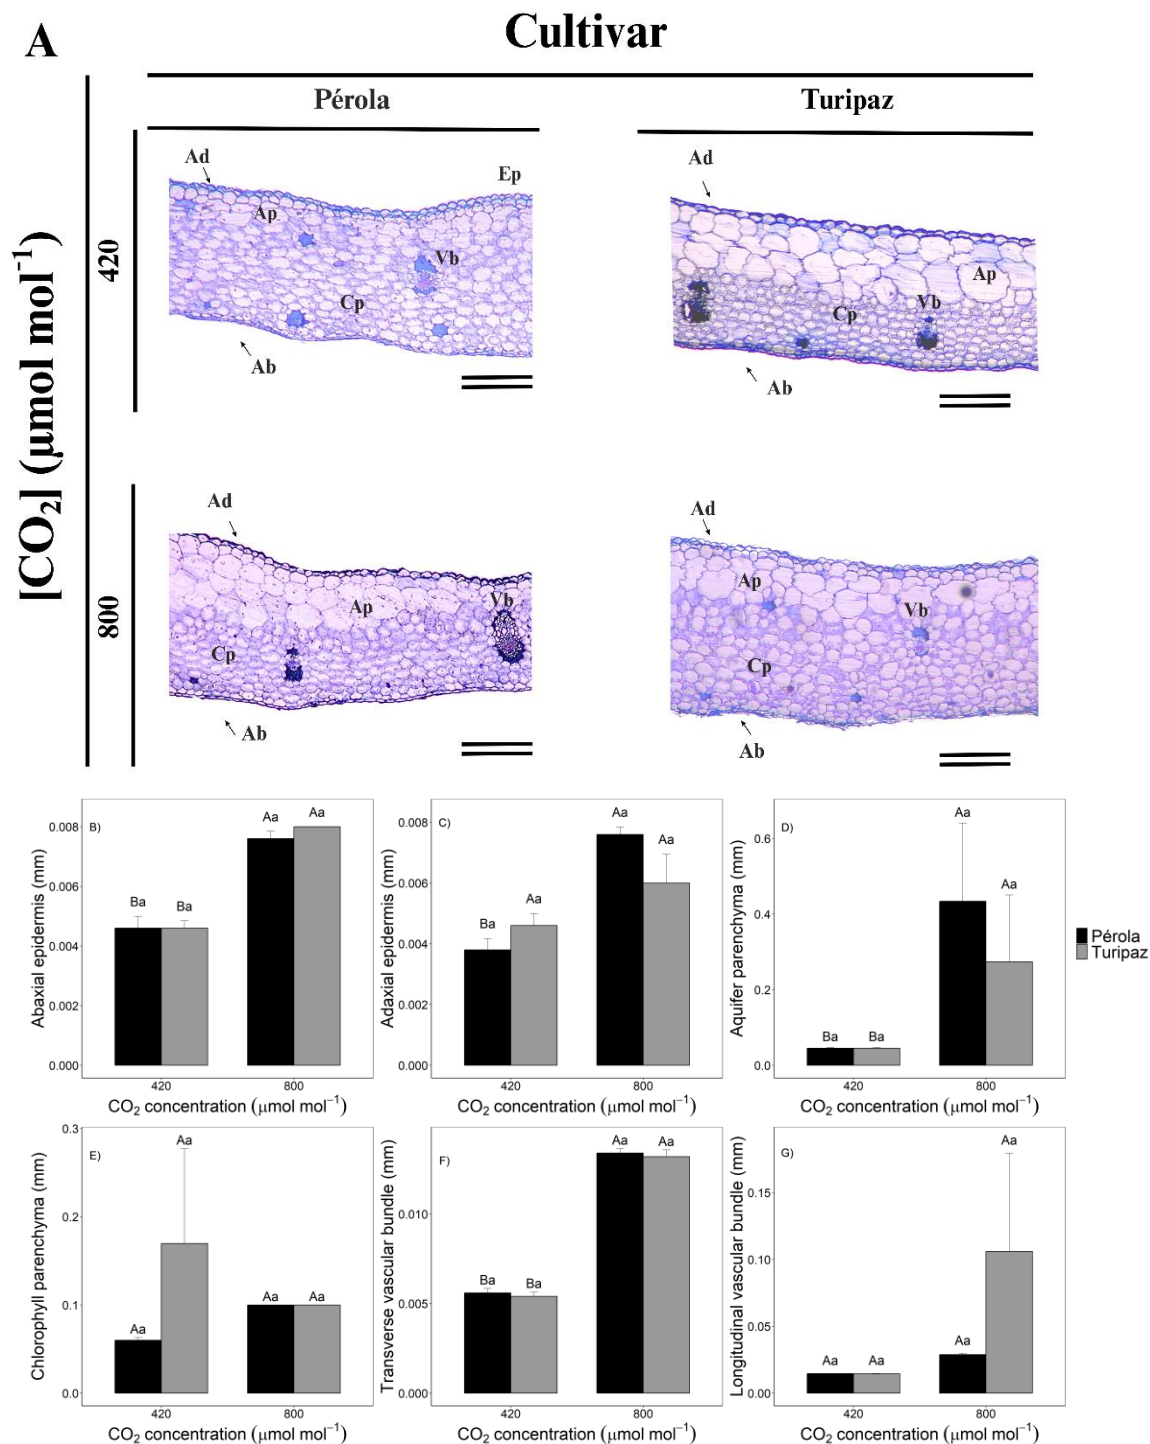 A
Cultivar
Pérola
Turipaz
[CO₂] (µmol mol⁻¹)
420
Ad
Ep
Ap
Vb
Cp
Ab
Ad
Ap
Vb
Cp
Ab
800
Ad
Vb
Ap
Cp
Ab
Ad
Ap
Vb
Cp
Ab
B)
Abaxial epidermis (mm)
0.008
0.006
0.004
0.002
0.000
Ba
Ba
Aa
Aa
420
800
CO₂ concentration (µmol mol⁻¹)
C)
Adaxial epidermis (mm)
0.008
0.006
0.004
0.002
0.000
Ba
Aa
Aa
Aa
420
800
CO₂ concentration (µmol mol⁻¹)
D)
Aquifer parenchyma (mm)
0.6
0.4
0.2
0.0
Ba
Ba
Aa
Aa
420
800
CO₂ concentration (µmol mol⁻¹)
Pérola
Turipaz
E)
Chlorophyll parenchyma (mm)
0.3
0.2
0.1
0.0
Aa
Aa
Aa
Aa
420
800
CO₂ concentration (µmol mol⁻¹)
F)
Transverse vascular bundle (mm)
0.010
0.005
0.000
Ba
Ba
Aa
Aa
420
800
CO₂ concentration (µmol mol⁻¹)
G)
Longitudinal vascular bundle (mm)
0.15
0.10
0.05
0.00
Aa
Aa
Aa
Aa
420
800
CO₂ concentration (µmol mol⁻¹)